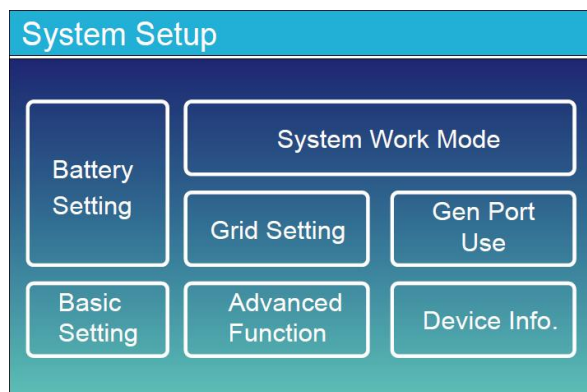 System Setup
System Work Mode
Battery
Setting
Grid Setting
Gen Port
Use
Basic
Setting
Advanced
Function
Device Info.